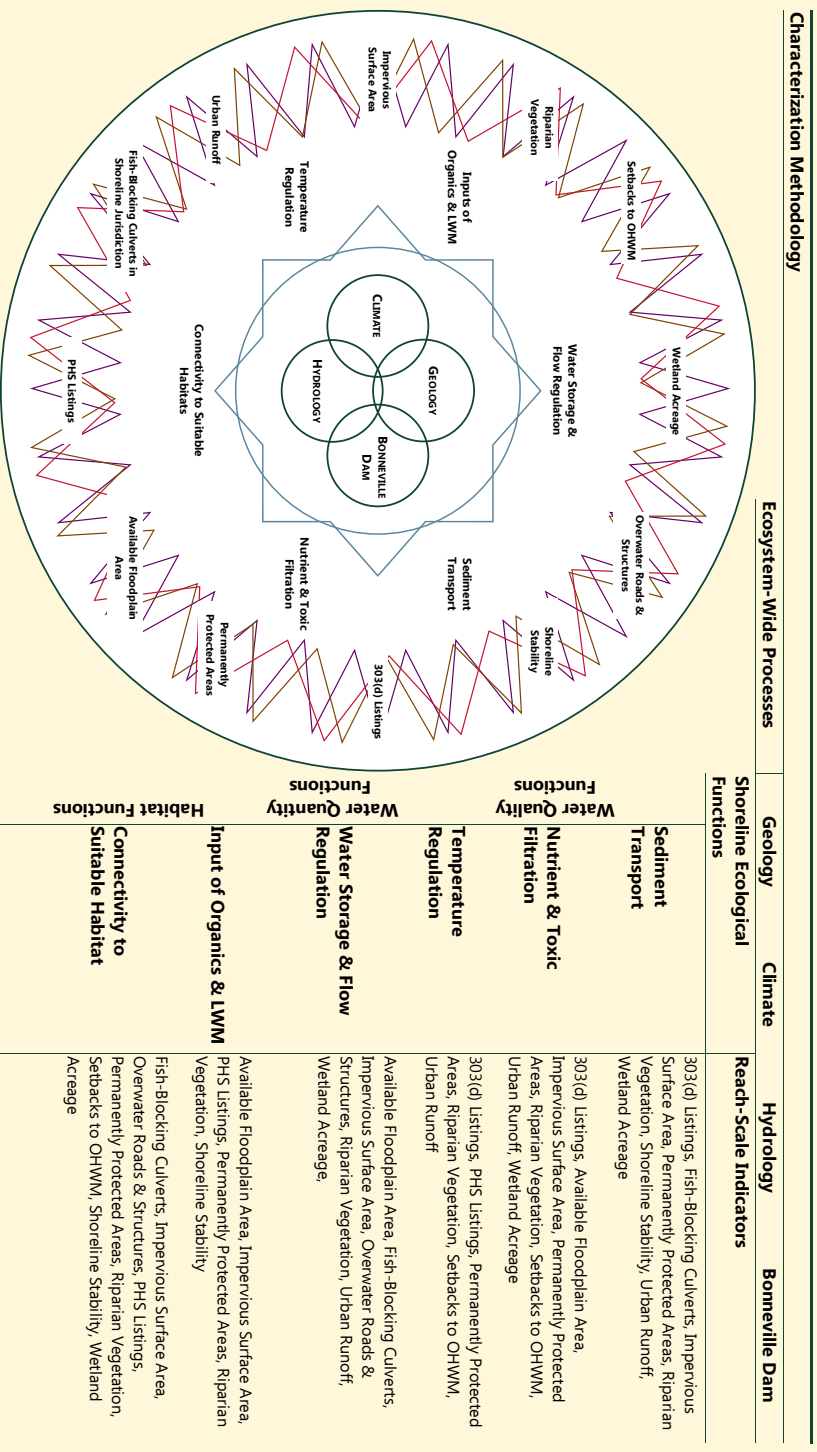 Characterization Methodology
Ecosystem-Wide Processes
Geology
Climate
Hydrology
Bonneville Dam
Shoreline Ecological
Functions
Reach-Scale Indicators
Water Quality
Functions
Sediment
Transport
303(d) Listings, Fish-Blocking Culverts, Impervious
Surface Area, Permanently Protected Areas, Riparian
Vegetation, Shoreline Stability, Urban Runoff,
Wetland Acreage
Nutrient & Toxic
Filtration
303(d) Listings, Available Floodplain Area,
Impervious Surface Area, Permanently Protected
Areas, Riparian Vegetation, Setbacks to OHWM,
Urban Runoff, Wetland Acreage
Temperature
Regulation
303(d) Listings, PHS Listings, Permanently Protected
Areas, Riparian Vegetation, Setbacks to OHWM,
Urban Runoff
Water Quantity
Functions
Water Storage & Flow
Regulation
Available Floodplain Area, Fish-Blocking Culverts,
Impervious Surface Area, Overwater Roads &
Structures, Riparian Vegetation, Urban Runoff,
Wetland Acreage,
Habitat Functions
Input of Organics & LWM
Available Floodplain Area, Impervious Surface Area,
PHS Listings, Permanently Protected Areas, Riparian
Vegetation, Shoreline Stability
Connectivity to
Suitable Habitat
Fish-Blocking Culverts, Impervious Surface Area,
Overwater Roads & Structures, PHS Listings,
Permanently Protected Areas, Riparian Vegetation,
Setbacks to OHWM, Shoreline Stability, Wetland
Acreage
Wetland Acreage
Setbacks to OHWM
Overwater Roads &
Structures
Riparian
Vegetation
Shoreline
Stability
Water Storage &
Flow Regulation
Inputs of
Organics & LWM
Sediment
Transport
GEOLOGY
CLIMATE
BONNEVILLE
DAM
HYDROLOGY
Impervious
Surface Area
303(d) Listings
Temperature
Regulation
Nutrient & Toxic
Filtration
Connectivity to Suitable
Habitats
Urban Runoff
Permanently
Protected Areas
Fish-Blocking Culverts in
Shoreline Jurisdiction
Available Floodplain
Area
PHS Listings